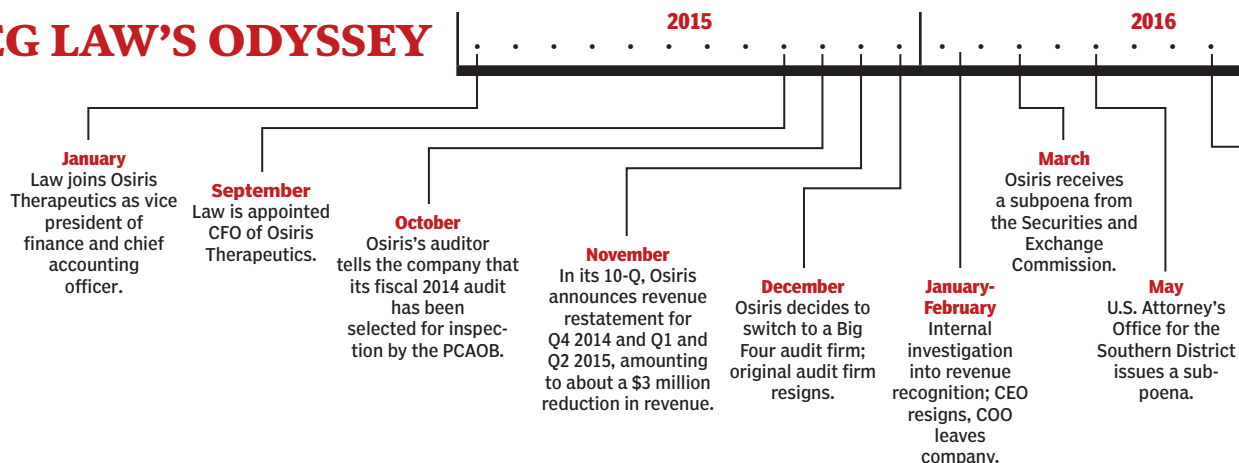 EG LAW'S ODYSSEY
2015
2016
January
Law joins Osiris
Therapeutics as vice
president of
finance and chief
accounting
officer.
September
Law is appointed
CFO of Osiris
Therapeutics.
October
Osiris's auditor
tells the company that
its fiscal 2014 audit
has been
selected for inspec-
tion by the PCAOB.
November
In its 10-Q, Osiris
announces revenue
restatement for
Q4 2014 and Q1 and
Q2 2015, amounting
to about a $3 million
reduction in revenue.
December
Osiris decides to
switch to a Big
Four audit firm;
original audit firm
resigns.
January-
February
Internal
investigation
into revenue
recognition; CEO
resigns, COO
leaves
company.
March
Osiris receives
a subpoena from
the Securities and
Exchange
Commission.
May
U.S. Attorney's
Office for the
Southern District
issues a sub-
poena.